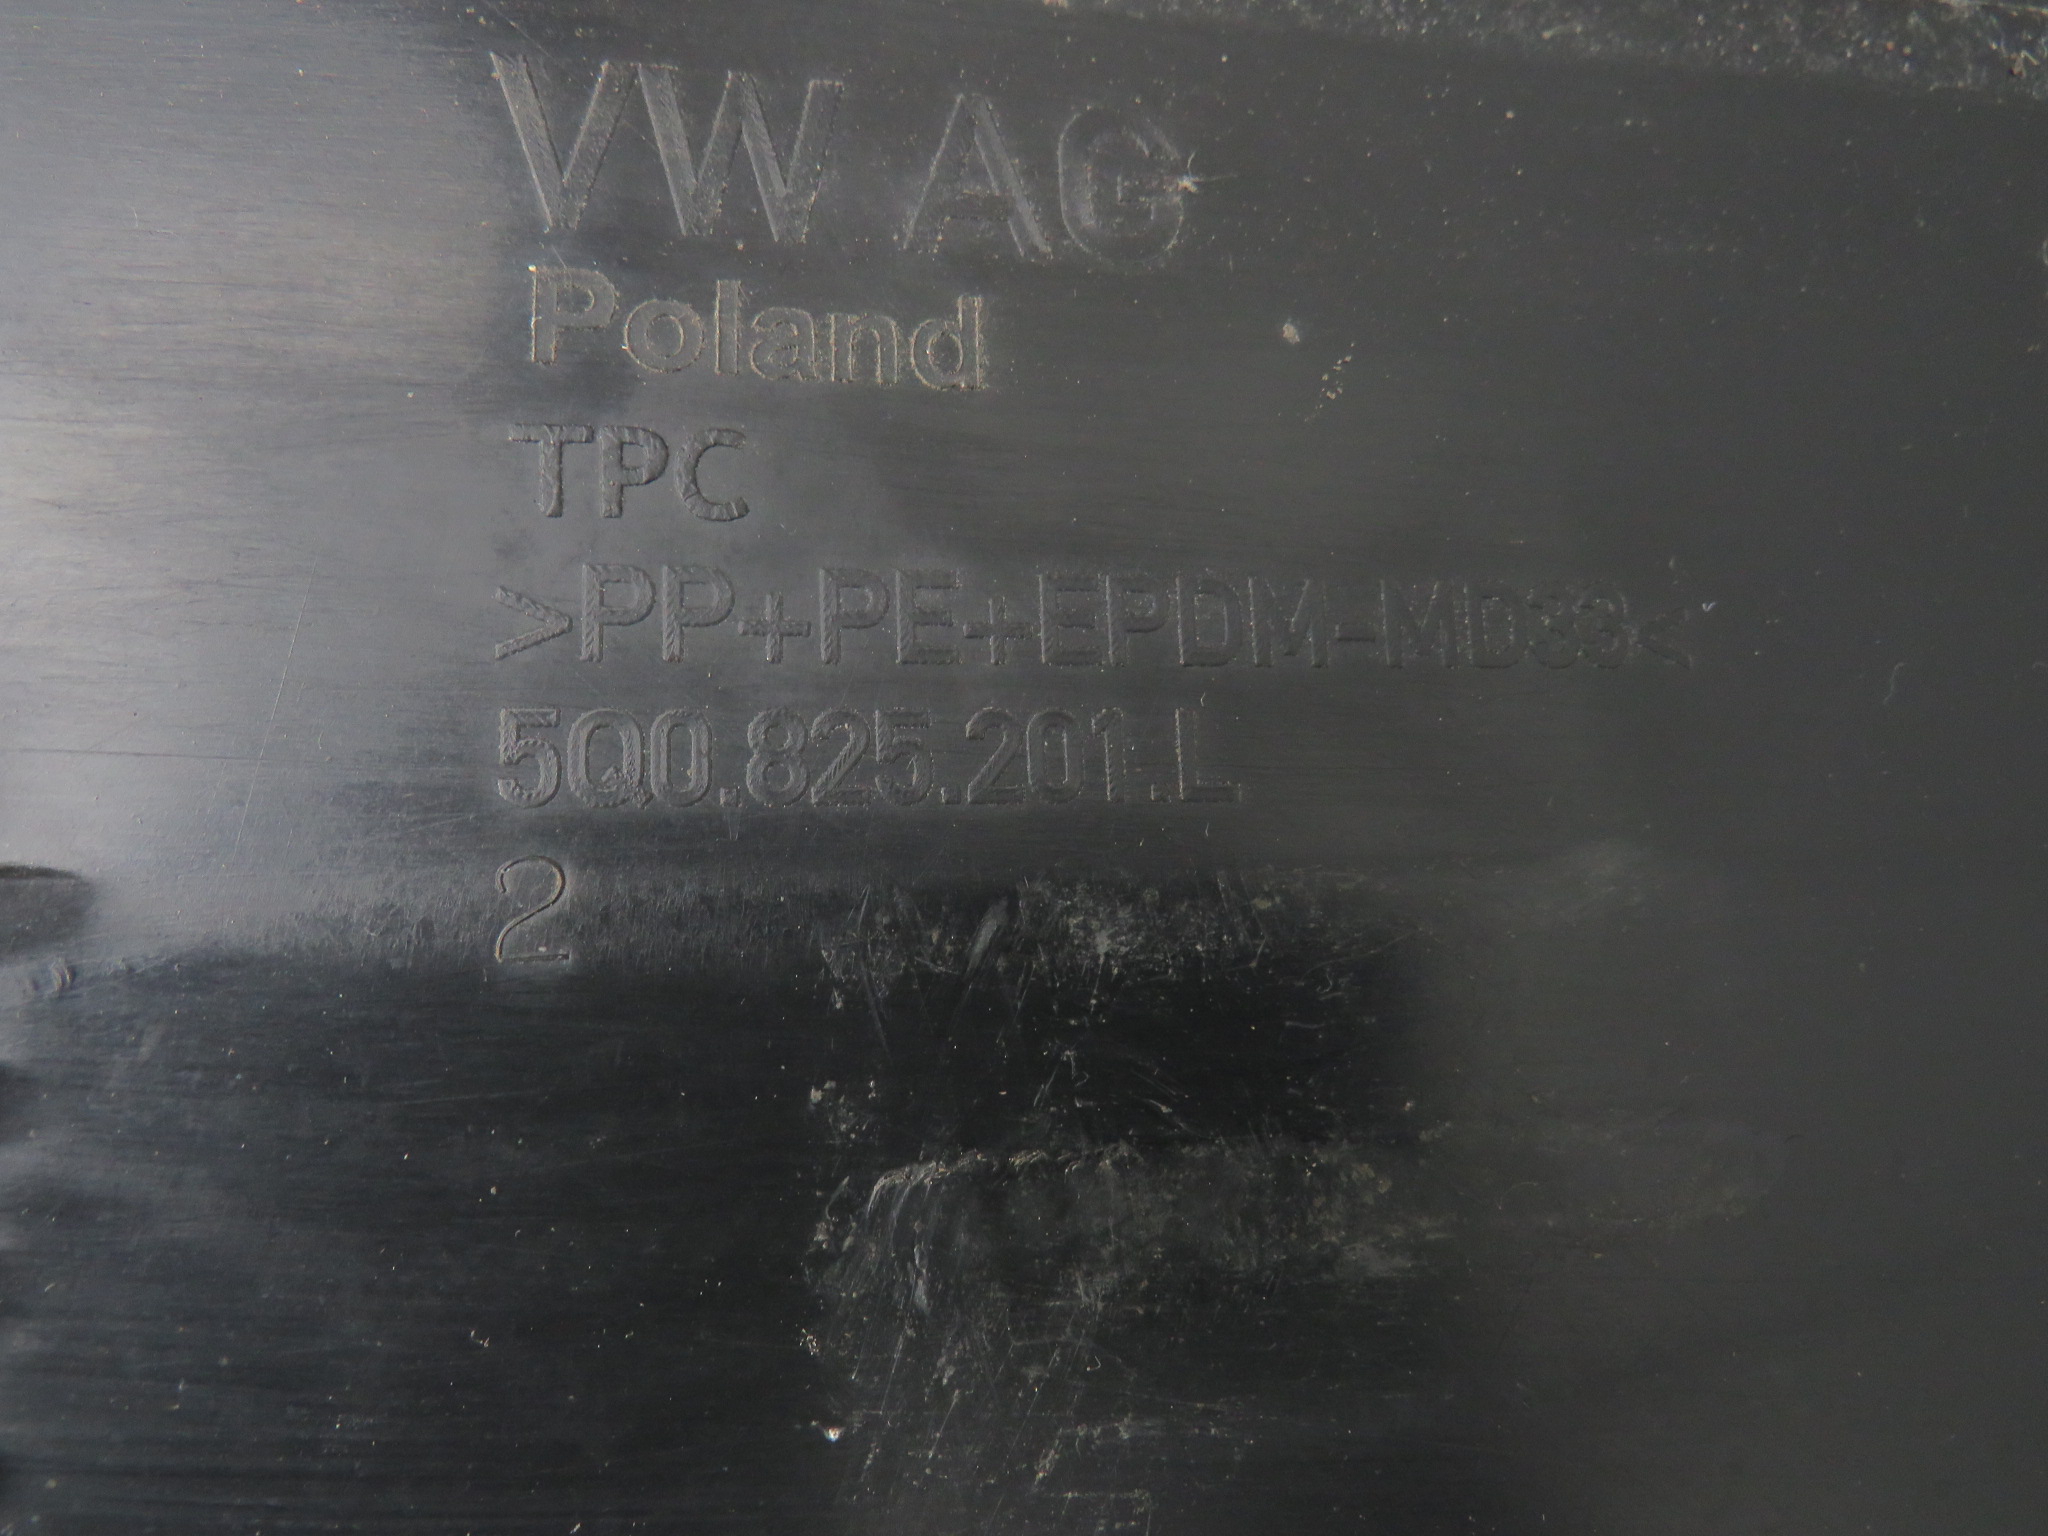 VW AG
Poland
TPC
>PP+PE+EPDM-MD33<
5Q0.825.201.L
2